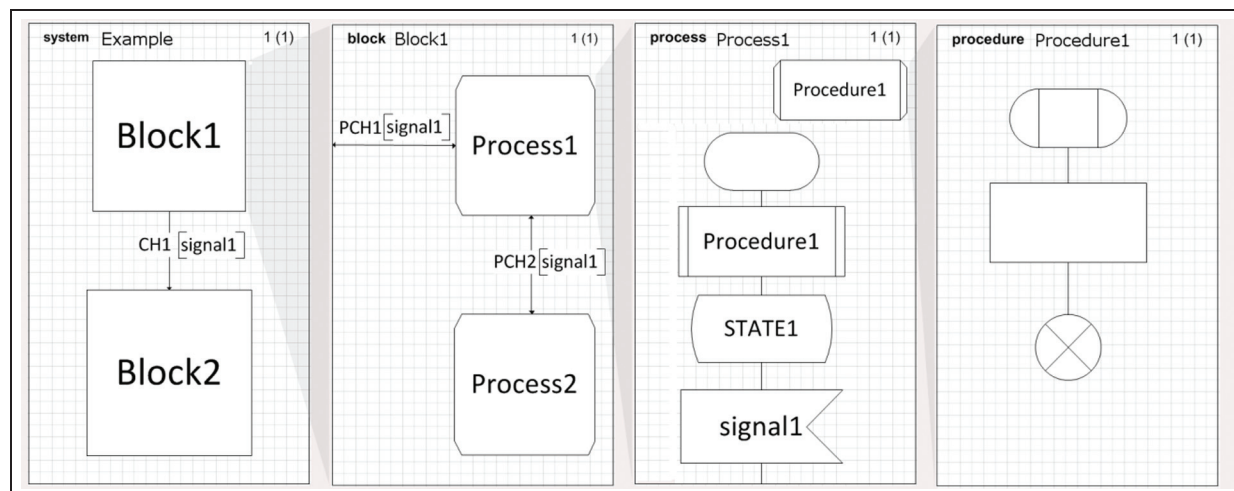 system Example 1 (1)
Block1
CH1 [signal1]
Block2
block Block1 1 (1)
PCH1 [signal1]
Process1
PCH2 [signal1]
Process2
process Process1 1 (1)
Procedure1
Procedure1
STATE1
signal1
procedure Procedure1 1 (1)